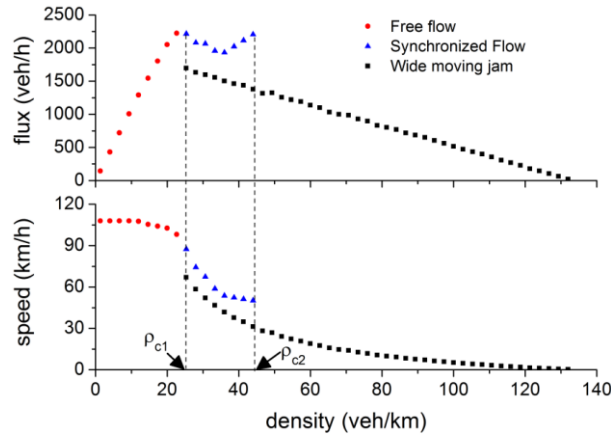 2500
2000
1500
1000
500
0
flux (veh/h)
Free flow
Synchronized Flow
Wide moving jam
120
90
60
30
0
speed (km/h)
ρc1
ρc2
0 20 40 60 80 100 120 140
density (veh/km)